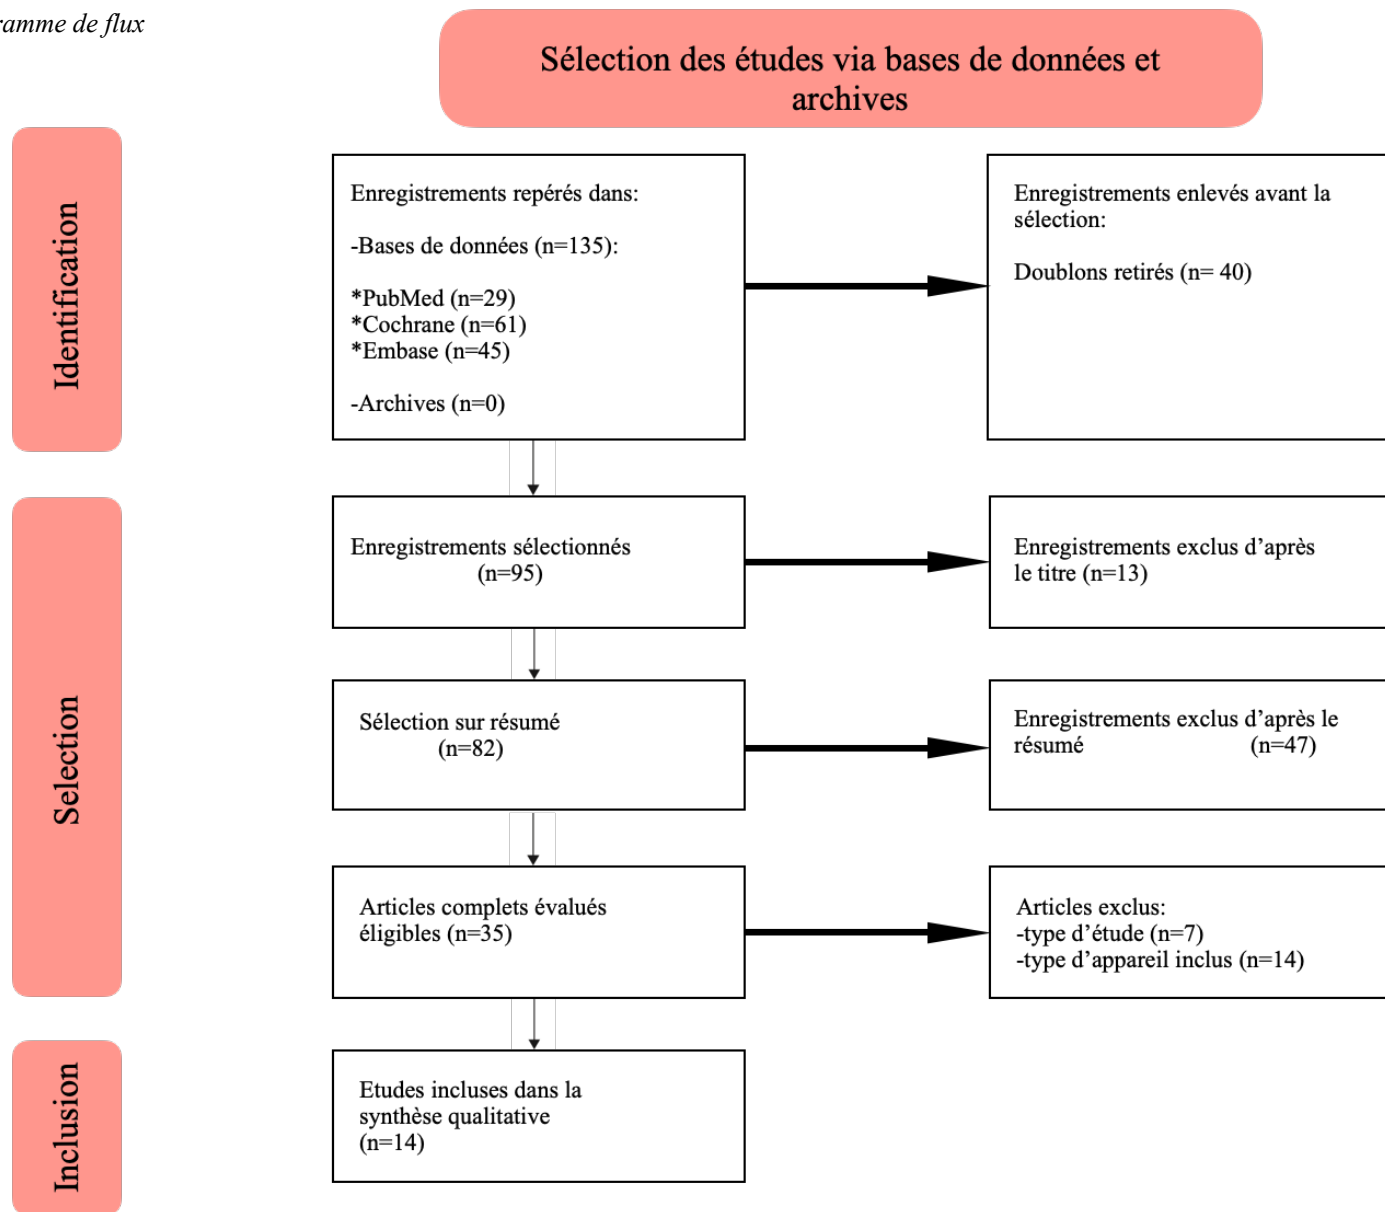 de flux
Sélection des études via bases de données et
archives
Identification
Enregistrements repérés dans:
-Bases de données (n=135):
*PubMed (n=29)
*Cochrane (n=61)
*Embase (n=45)
-Archives (n=0)
Enregistrements enlevés avant la
sélection:
Doublons retirés (n= 40)
Selection
Enregistrements sélectionnés
(n=95)
Enregistrements exclus d’après
le titre (n=13)
Sélection sur résumé
(n=82)
Enregistrements exclus d’après le
résumé (n=47)
Articles complets évalués
éligibles (n=35)
Articles exclus:
-type d’étude (n=7)
-type d’appareil inclus (n=14)
Inclusion
Etudes incluses dans la
synthèse qualitative
(n=14)